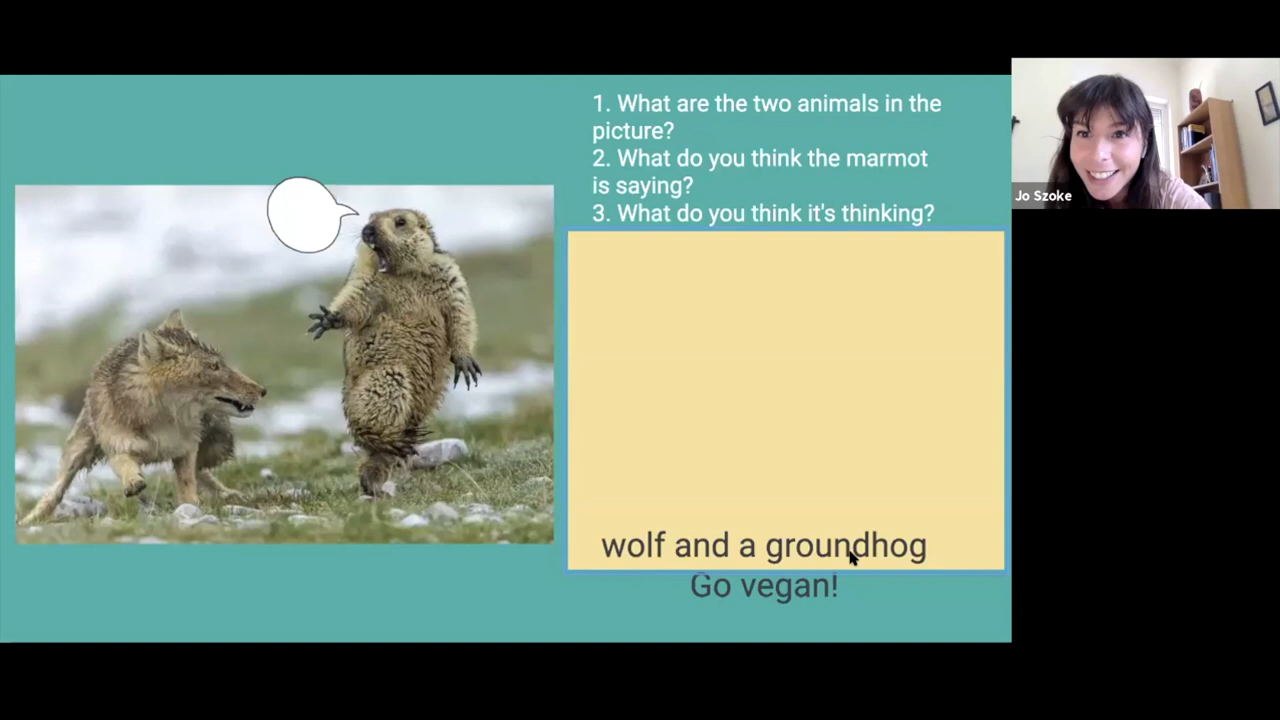 1. What are the two animals in the
picture?
2. What do you think the marmot
is saying?
3. What do you think it's thinking?
Jo Szoke
wolf and a groundhog
Go vegan!